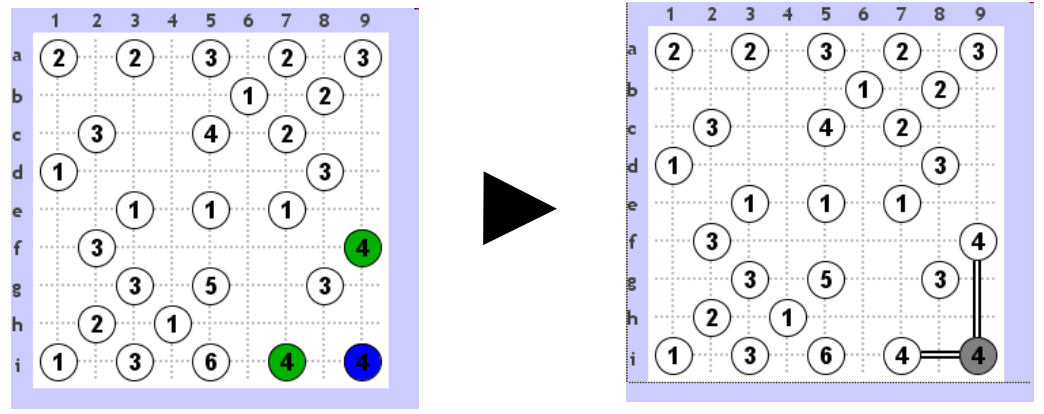 1 2 3 4 5 6 7 8 9
a 2 2 3 2 3
b 1 2
c 3 4 2
d 1 3
e 1 1 1
f 3 4
g 3 5 3
h 2 1
i 1 3 6 4 4
1 2 3 4 5 6 7 8 9
a 2 2 3 2 3
b 1 2
c 3 4 2
d 1 3
e 1 1 1
f 3 4
g 3 5 3
h 2 1
i 1 3 6 4 4